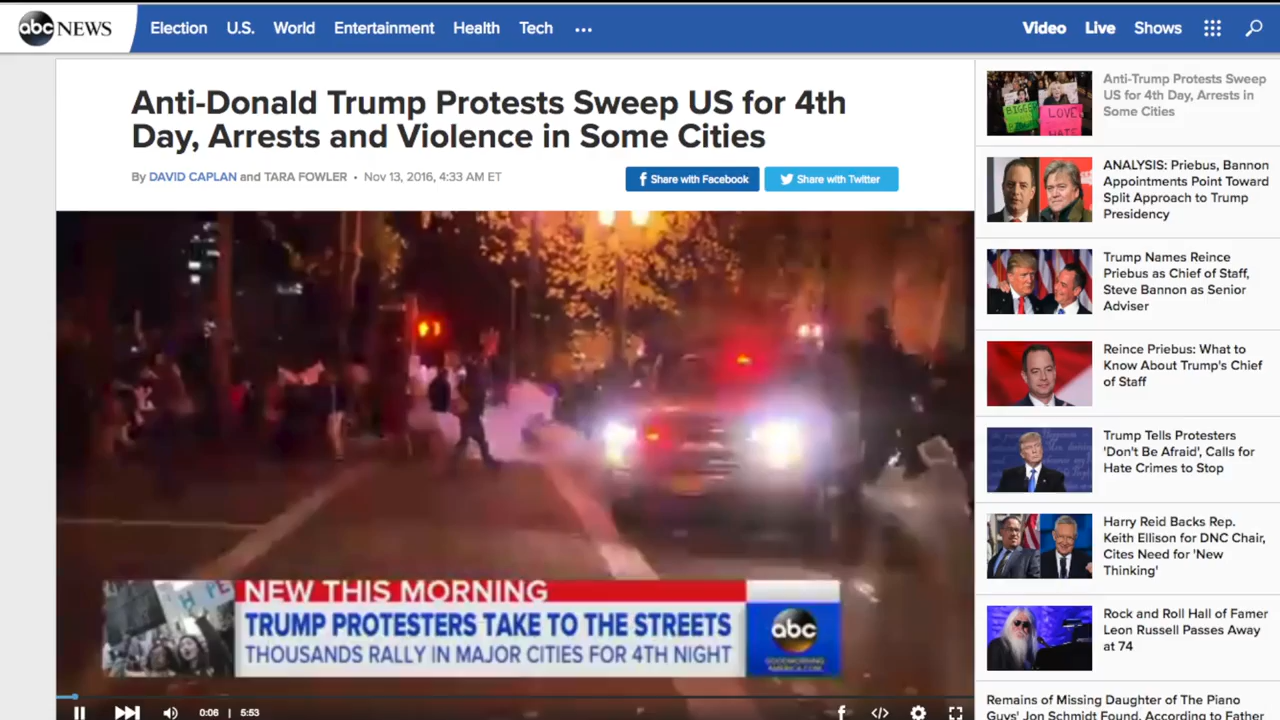 abc NEWS
Election U.S. World Entertainment Health Tech ...
Video Live Shows
Anti-Donald Trump Protests Sweep US for 4th
Day, Arrests and Violence in Some Cities
By DAVID CAPLAN and TARA FOWLER • Nov 13, 2016, 4:33 AM ET
f Share with Facebook
Share with Twitter
NEW THIS MORNING
TRUMP PROTESTERS TAKE TO THE STREETS
THOUSANDS RALLY IN MAJOR CITIES FOR 4TH NIGHT
HOPE
abc
GOODMORNING
AMERICA.COM
0:06 | 5:53
f </>
BIGGER
LOVE
HATE
Anti-Trump Protests Sweep
US for 4th Day, Arrests in
Some Cities
ANALYSIS: Priebus, Bannon
Appointments Point Toward
Split Approach to Trump
Presidency
Trump Names Reince
Priebus as Chief of Staff,
Steve Bannon as Senior
Adviser
Reince Priebus: What to
Know About Trump's Chief
of Staff
Trump Tells Protesters
'Don't Be Afraid', Calls for
Hate Crimes to Stop
Harry Reid Backs Rep.
Keith Ellison for DNC Chair,
Cites Need for 'New
Thinking'
Rock and Roll Hall of Famer
Leon Russell Passes Away
at 74
Remains of Missing Daughter of The Piano
Guys' Jon Schmidt Found, According to Father